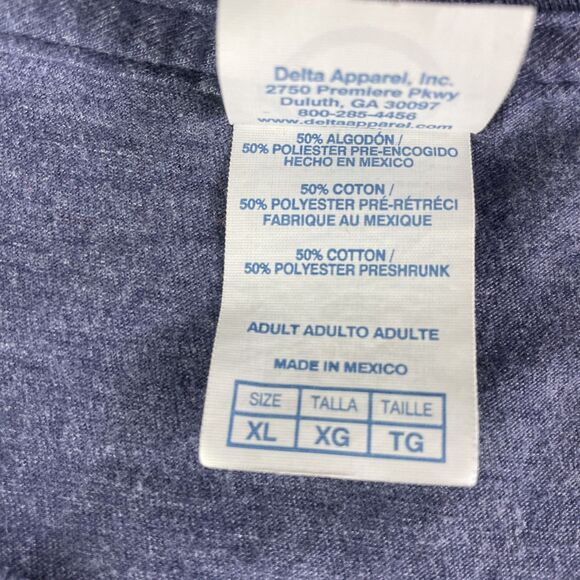 Delta Apparel, Inc.
2750 Premiere Pkwy
Duluth, GA 30097
800-285-4456
www.deltaapparel.com
50% ALGODÓN /
50% POLIESTER PRE-ENCOGIDO
HECHO EN MEXICO
50% COTON /
50% POLYESTER PRÉ-RÉTRÉCI
FABRIQUE AU MEXIQUE
50% COTTON /
50% POLYESTER PRESHRUNK
ADULT ADULTO ADULTE
MADE IN MEXICO
SIZE TALLA TAILLE
XL XG TG